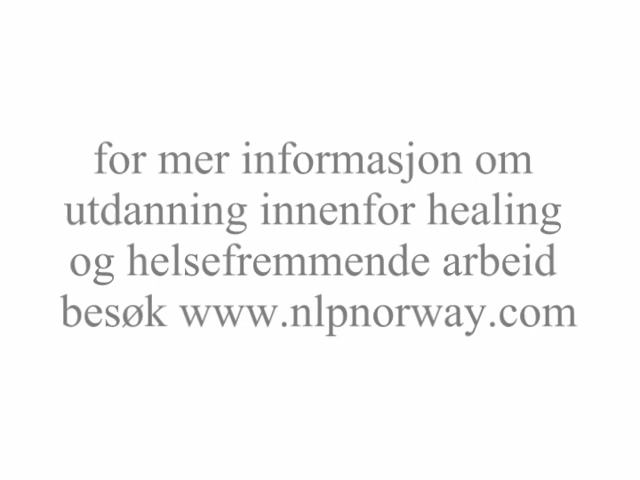 for mer informasjon om
utdanning innenfor healing
og helsefremmende arbeid
besøk www.nlpnorway.com